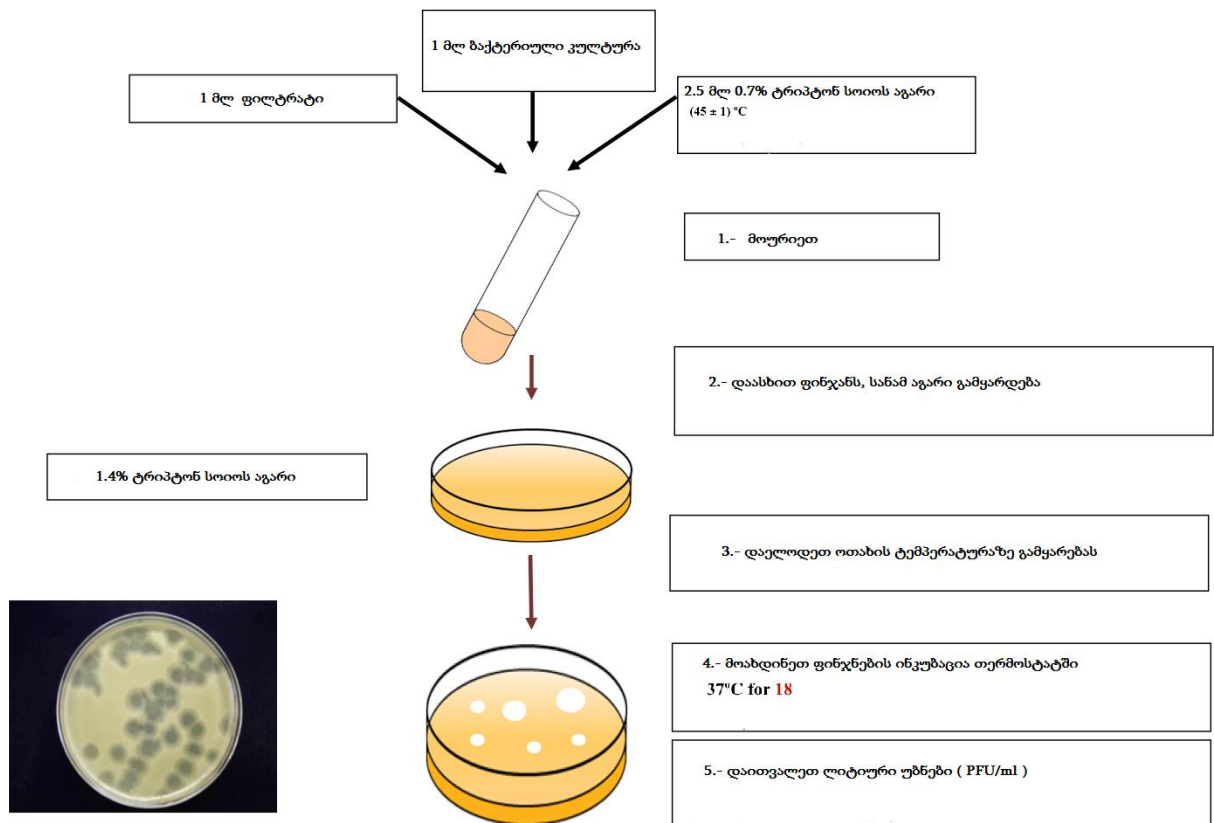 1 მლ ბაქტერიული კულტურა
1 მლ ფილტრატი
2.5 მლ 0.7% ტრიპტონ სოიოს აგარი
(45 ± 1) ºC
1.- მოურიეთ
2.- დაასხით ფინჯანს, სანამ აგარი გამყარდება
1.4% ტრიპტონ სოიოს აგარი
3.- დაელოდეთ ოთახის ტემპერატურაზე გამყარებას
4.- მოახდინეთ ფინჯნების ინკუბაცია თერმოსტატში
37ºC for 18
5.- დაითვალეთ ლიტიური უბნები ( PFU/ml )